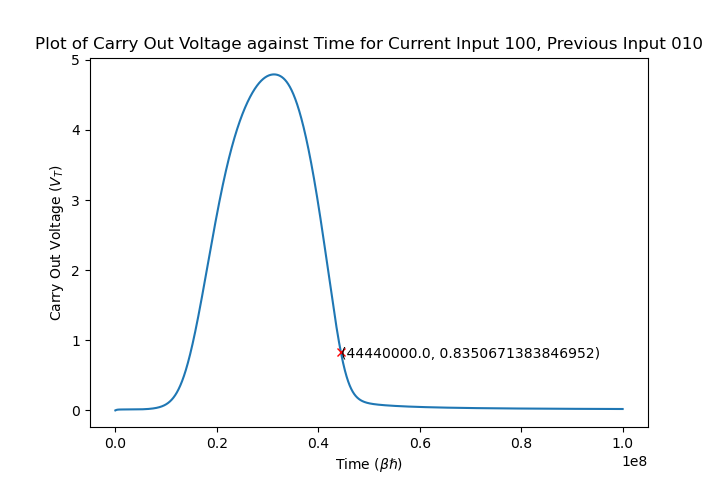 Plot of Carry Out Voltage against Time for Current Input 100, Previous Input 010
5
4
3
2
1
0
Carry Out Voltage (V_T)
(44440000.0, 0.8350671383846952)
0.0 0.2 0.4 0.6 0.8 1.0
1e8
Time (βℏ)